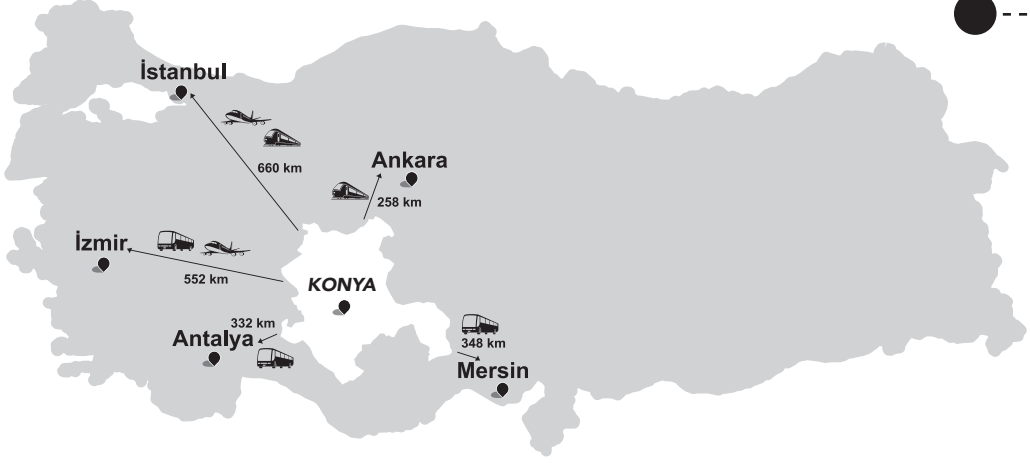 İstanbul
660 km
Ankara
258 km
İzmir
552 km
KONYA
332 km
Antalya
348 km
Mersin